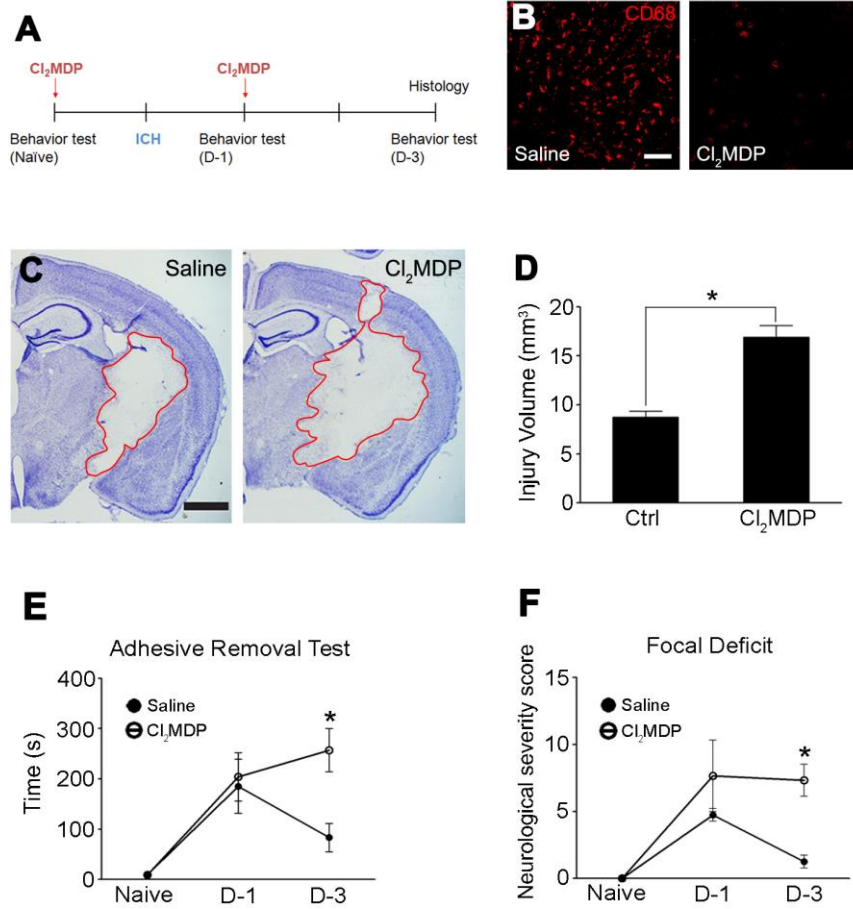 A
Cl₂MDP
Cl₂MDP
Histology
Behavior test
(Naïve)
ICH
Behavior test
(D-1)
Behavior test
(D-3)
B
CD68
Saline
Cl₂MDP
C
Saline
Cl₂MDP
D
Injury Volume (mm³)
20
15
10
5
0
*
Ctrl
Cl₂MDP
E
Adhesive Removal Test
Time (s)
400
300
200
100
0
Saline
Cl₂MDP
*
Naive
D-1
D-3
F
Focal Deficit
Neurological severity score
15
10
5
0
Saline
Cl₂MDP
*
Naive
D-1
D-3